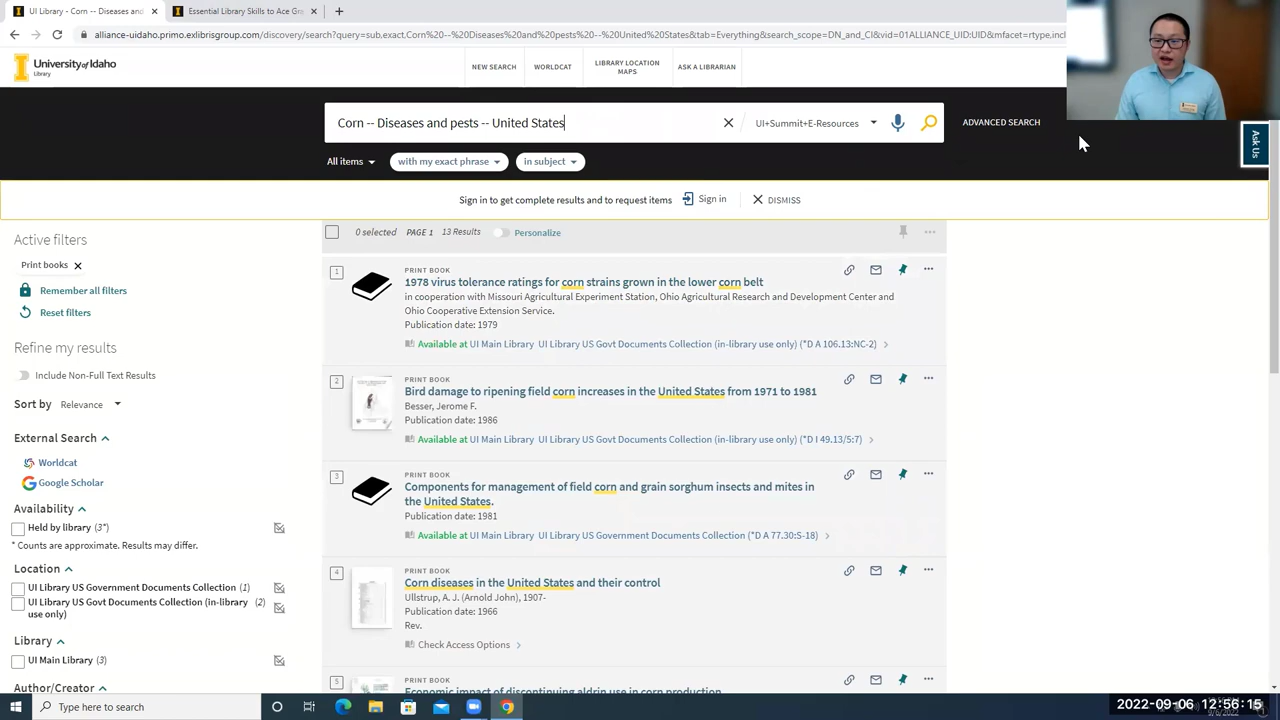 UI Library - Corn -- Diseases and
Essential Library Skills to Ace Gra
alliance-uidaho.primo.exlibrisgroup.com/discovery/search?query=sub.exact,Corn%20--%20Diseases%20and%20pests%20--%20United%20States&tab=Everything&search_scope=DN_and_CI&vid=01ALLIANCE_UID:UID&mfacet=rtype,inc
University of Idaho
Library
NEW SEARCH
WORLDCAT
LIBRARY LOCATION
MAPS
ASK A LIBRARIAN
Corn -- Diseases and pests -- United States
UI+Summit+E-Resources
ADVANCED SEARCH
Ask Us
All items
with my exact phrase
in subject
Sign in to get complete results and to request items
Sign in
DISMISS
Active filters
Print books
Remember all filters
Reset filters
Refine my results
Include Non-Full Text Results
Sort by Relevance
External Search
Worldcat
Google Scholar
Availability
Held by library (3*)
* Counts are approximate. Results may differ.
Location
UI Library US Government Documents Collection (1)
UI Library US Govt Documents Collection (in-library (2)
use only)
Library
UI Main Library (3)
Author/Creator
0 selected PAGE 1 13 Results Personalize
1
PRINT BOOK
1978 virus tolerance ratings for corn strains grown in the lower corn belt
in cooperation with Missouri Agricultural Experiment Station, Ohio Agricultural Research and Development Center and
Ohio Cooperative Extension Service.
Publication date: 1979
Available at UI Main Library UI Library US Govt Documents Collection (in-library use only) (*D A 106.13:NC-2)
2
PRINT BOOK
Bird damage to ripening field corn increases in the United States from 1971 to 1981
Besser, Jerome F.
Publication date: 1986
Available at UI Main Library UI Library US Govt Documents Collection (in-library use only) (*D I 49.13/5:7)
3
PRINT BOOK
Components for management of field corn and grain sorghum insects and mites in
the United States.
Publication date: 1981
Available at UI Main Library UI Library US Government Documents Collection (*D A 77.30:S-18)
4
PRINT BOOK
Corn diseases in the United States and their control
Ullstrup, A. J. (Arnold John), 1907-
Publication date: 1966
Rev.
Check Access Options
5
PRINT BOOK
Economic impact of discontinuing aldrin use in corn production
Type here to search
2022-09-06 12:56:15